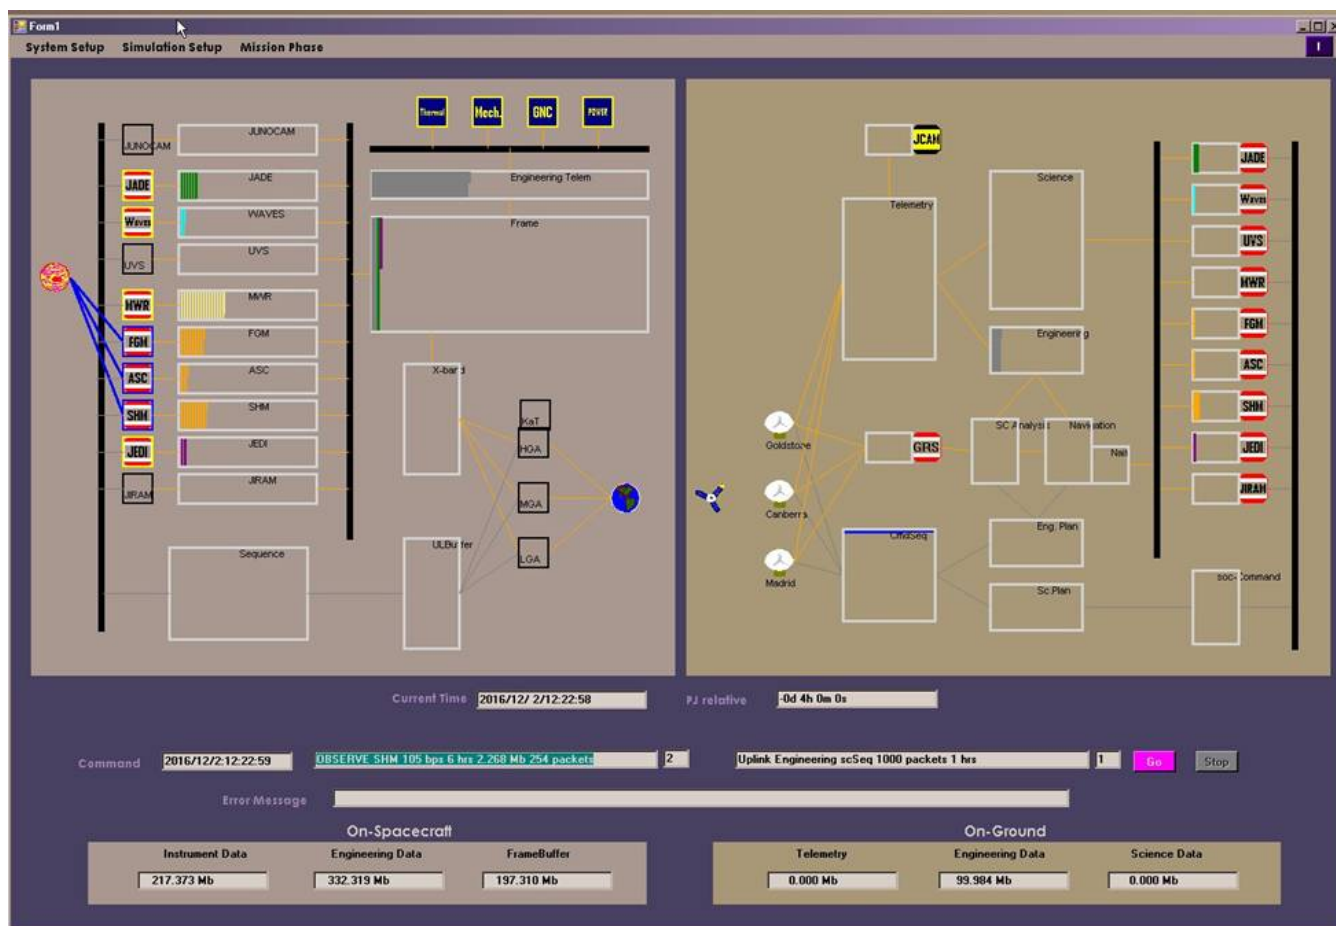 Form1
System Setup Simulation Setup Mission Phase
I
Thermal Mech. GNC POWER
JUNOCAM JUNOCAM
JADE JADE
Waves WAVES
UVS UVS
MWR MWR
FGM FGM
ASC ASC
SHM SHM
JEDI JEDI
JIRAM JIRAM
Sequence
Engineering Telem
Frame
X-band
ULBuffer
KaT
HGA
MGA
LGA
JCAM
Telemetry
Science
Engineering
Goldstone
Canberra
Madrid
GRS
SC Analysis Navigation
Nait
CmdSeq
Eng. Plan
Sc Plan
soc-Command
JADE
Waves
UVS
MWR
FGM
ASC
SHM
JEDI
JIRAM
Current Time 2016/12/ 2/12:22:58 PJ relative -0d 4h 0m 0s
Command 2016/12/2:12:22:59 OBSERVE SHM 105 bps 6 hrs 2.268 Mb 254 packets 2 Uplink Engineering scSeq 1000 packets 1 hrs 1 Go Stop
Error Message
On-Spacecraft
Instrument Data Engineering Data FrameBuffer
217.373 Mb 332.319 Mb 197.310 Mb
On-Ground
Telemetry Engineering Data Science Data
0.000 Mb 99.984 Mb 0.000 Mb